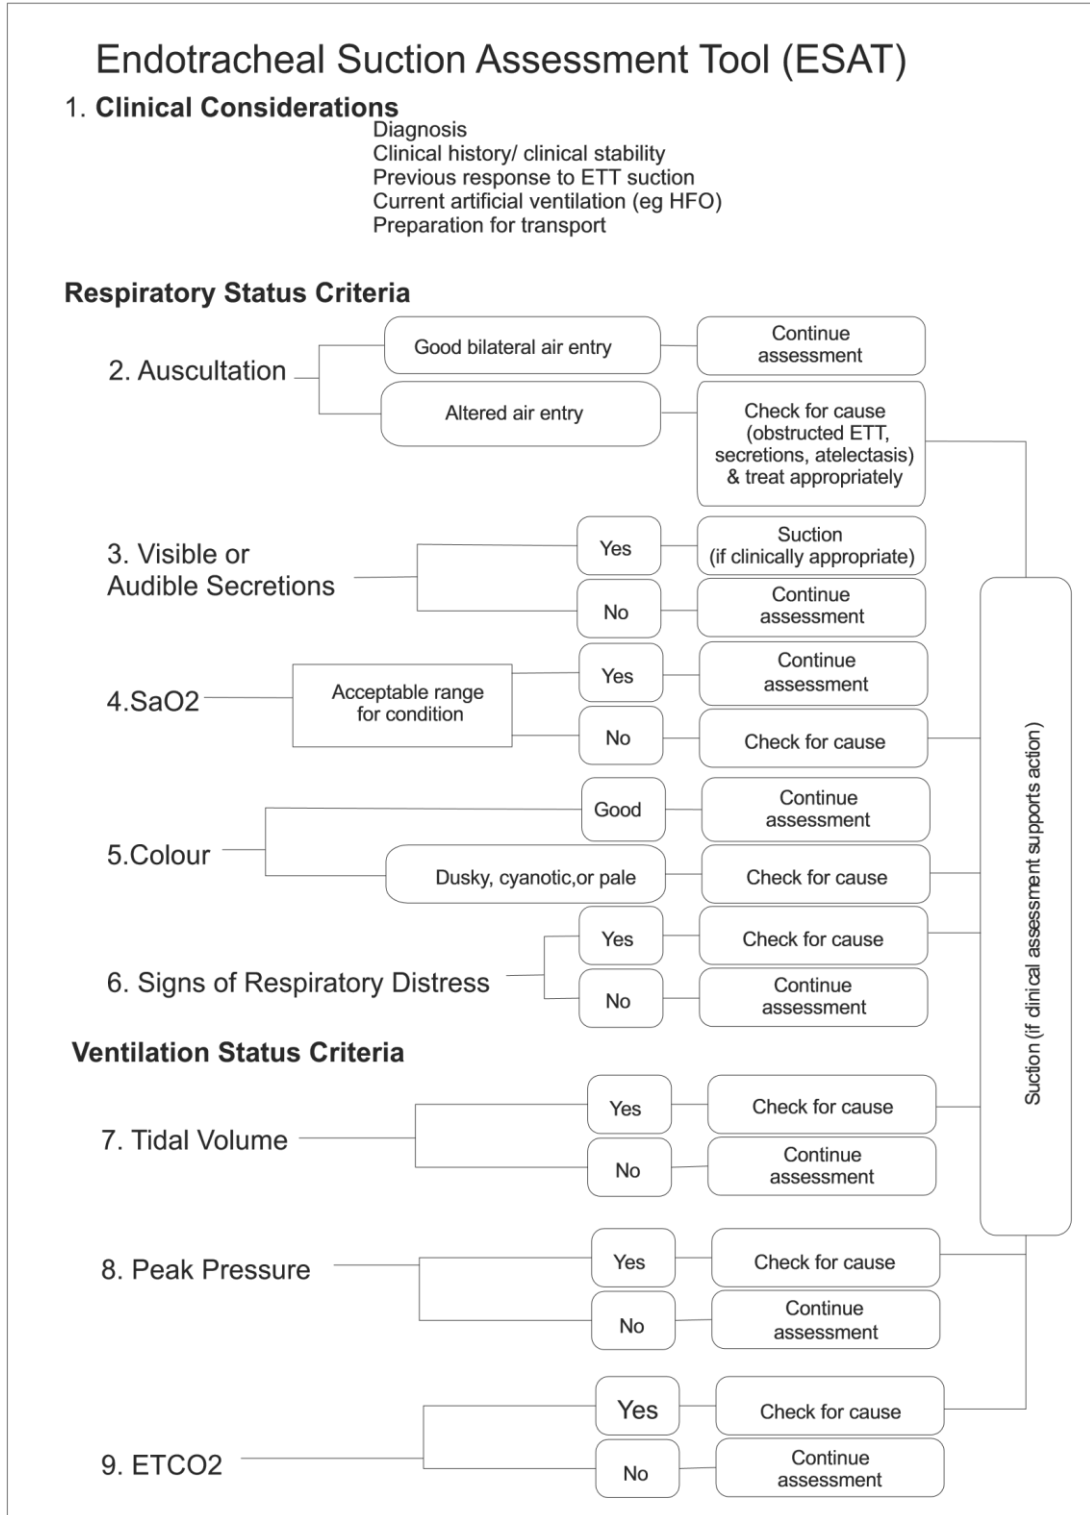 Endotracheal Suction Assessment Tool (ESAT)
1. Clinical Considerations
Diagnosis
Clinical history/ clinical stability
Previous response to ETT suction
Current artificial ventilation (eg HFO)
Preparation for transport
Respiratory Status Criteria
2. Auscultation
Good bilateral air entry
Continue
assessment
Altered air entry
Check for cause
(obstructed ETT,
secretions, atelectasis)
& treat appropriately
3. Visible or
Audible Secretions
Yes
Suction
(if clinically appropriate)
No
Continue
assessment
4.SaO2
Acceptable range
for condition
Yes
Continue
assessment
No
Check for cause
5.Colour
Good
Continue
assessment
Dusky, cyanotic,or pale
Check for cause
6. Signs of Respiratory Distress
Yes
Check for cause
No
Continue
assessment
Ventilation Status Criteria
7. Tidal Volume
Yes
Check for cause
No
Continue
assessment
8. Peak Pressure
Yes
Check for cause
No
Continue
assessment
9. ETCO2
Yes
Check for cause
No
Continue
assessment
Suction (if clinical assessment supports action)